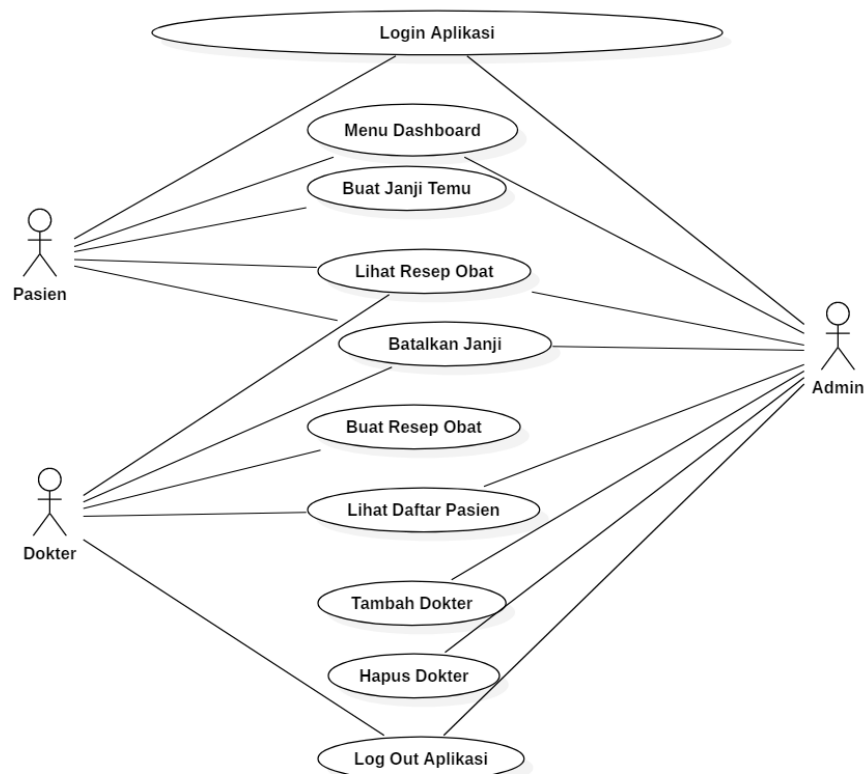 Login Aplikasi
Menu Dashboard
Buat Janji Temu
Pasien
Lihat Resep Obat
Batalkan Janji
Admin
Buat Resep Obat
Lihat Daftar Pasien
Dokter
Tambah Dokter
Hapus Dokter
Log Out Aplikasi